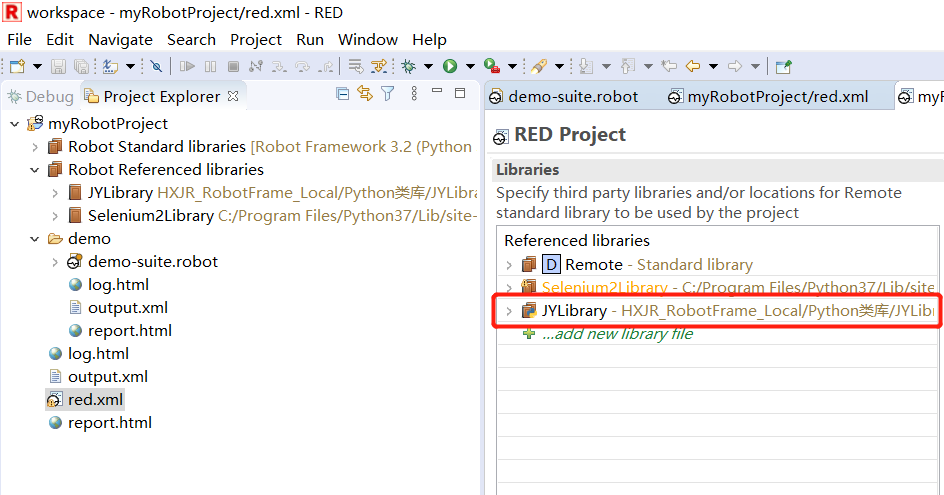 R workspace - myRobotProject/red.xml - RED
File Edit Navigate Search Project Run Window Help
Debug Project Explorer
demo-suite.robot myRobotProject/red.xml
myRobotProject
Robot Standard libraries [Robot Framework 3.2 (Python
Robot Referenced libraries
JYLibrary HXJR_RobotFrame_Local/Python类库/JYLibra
Selenium2Library C:/Program Files/Python37/Lib/site-
demo
demo-suite.robot
log.html
output.xml
report.html
log.html
output.xml
red.xml
report.html
RED Project
Libraries
Specify third party libraries and/or locations for Remote
standard library to be used by the project
Referenced libraries
D Remote - Standard library
Selenium2Library - C:/Program Files/Python37/Lib/site
JYLibrary - HXJR_RobotFrame_Local/Python类库/JYLib
...add new library file